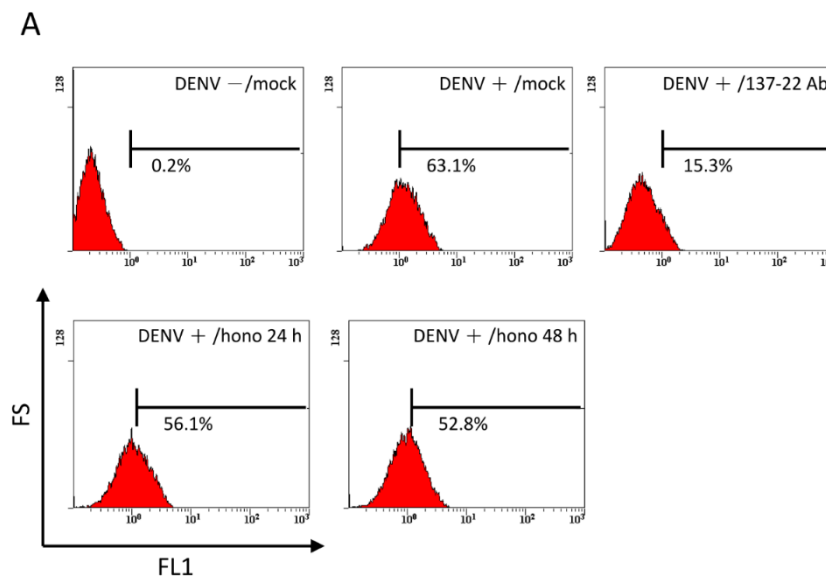 A
128
DENV −/mock
0.2%
10⁰ 10¹ 10² 10³
128
DENV + /mock
63.1%
10⁰ 10¹ 10² 10³
128
DENV + /137-22 Ab
15.3%
10⁰ 10¹ 10²
128
DENV + /hono 24 h
56.1%
10⁰ 10¹ 10² 10³
128
DENV + /hono 48 h
52.8%
10⁰ 10¹ 10² 10³
FS
FL1